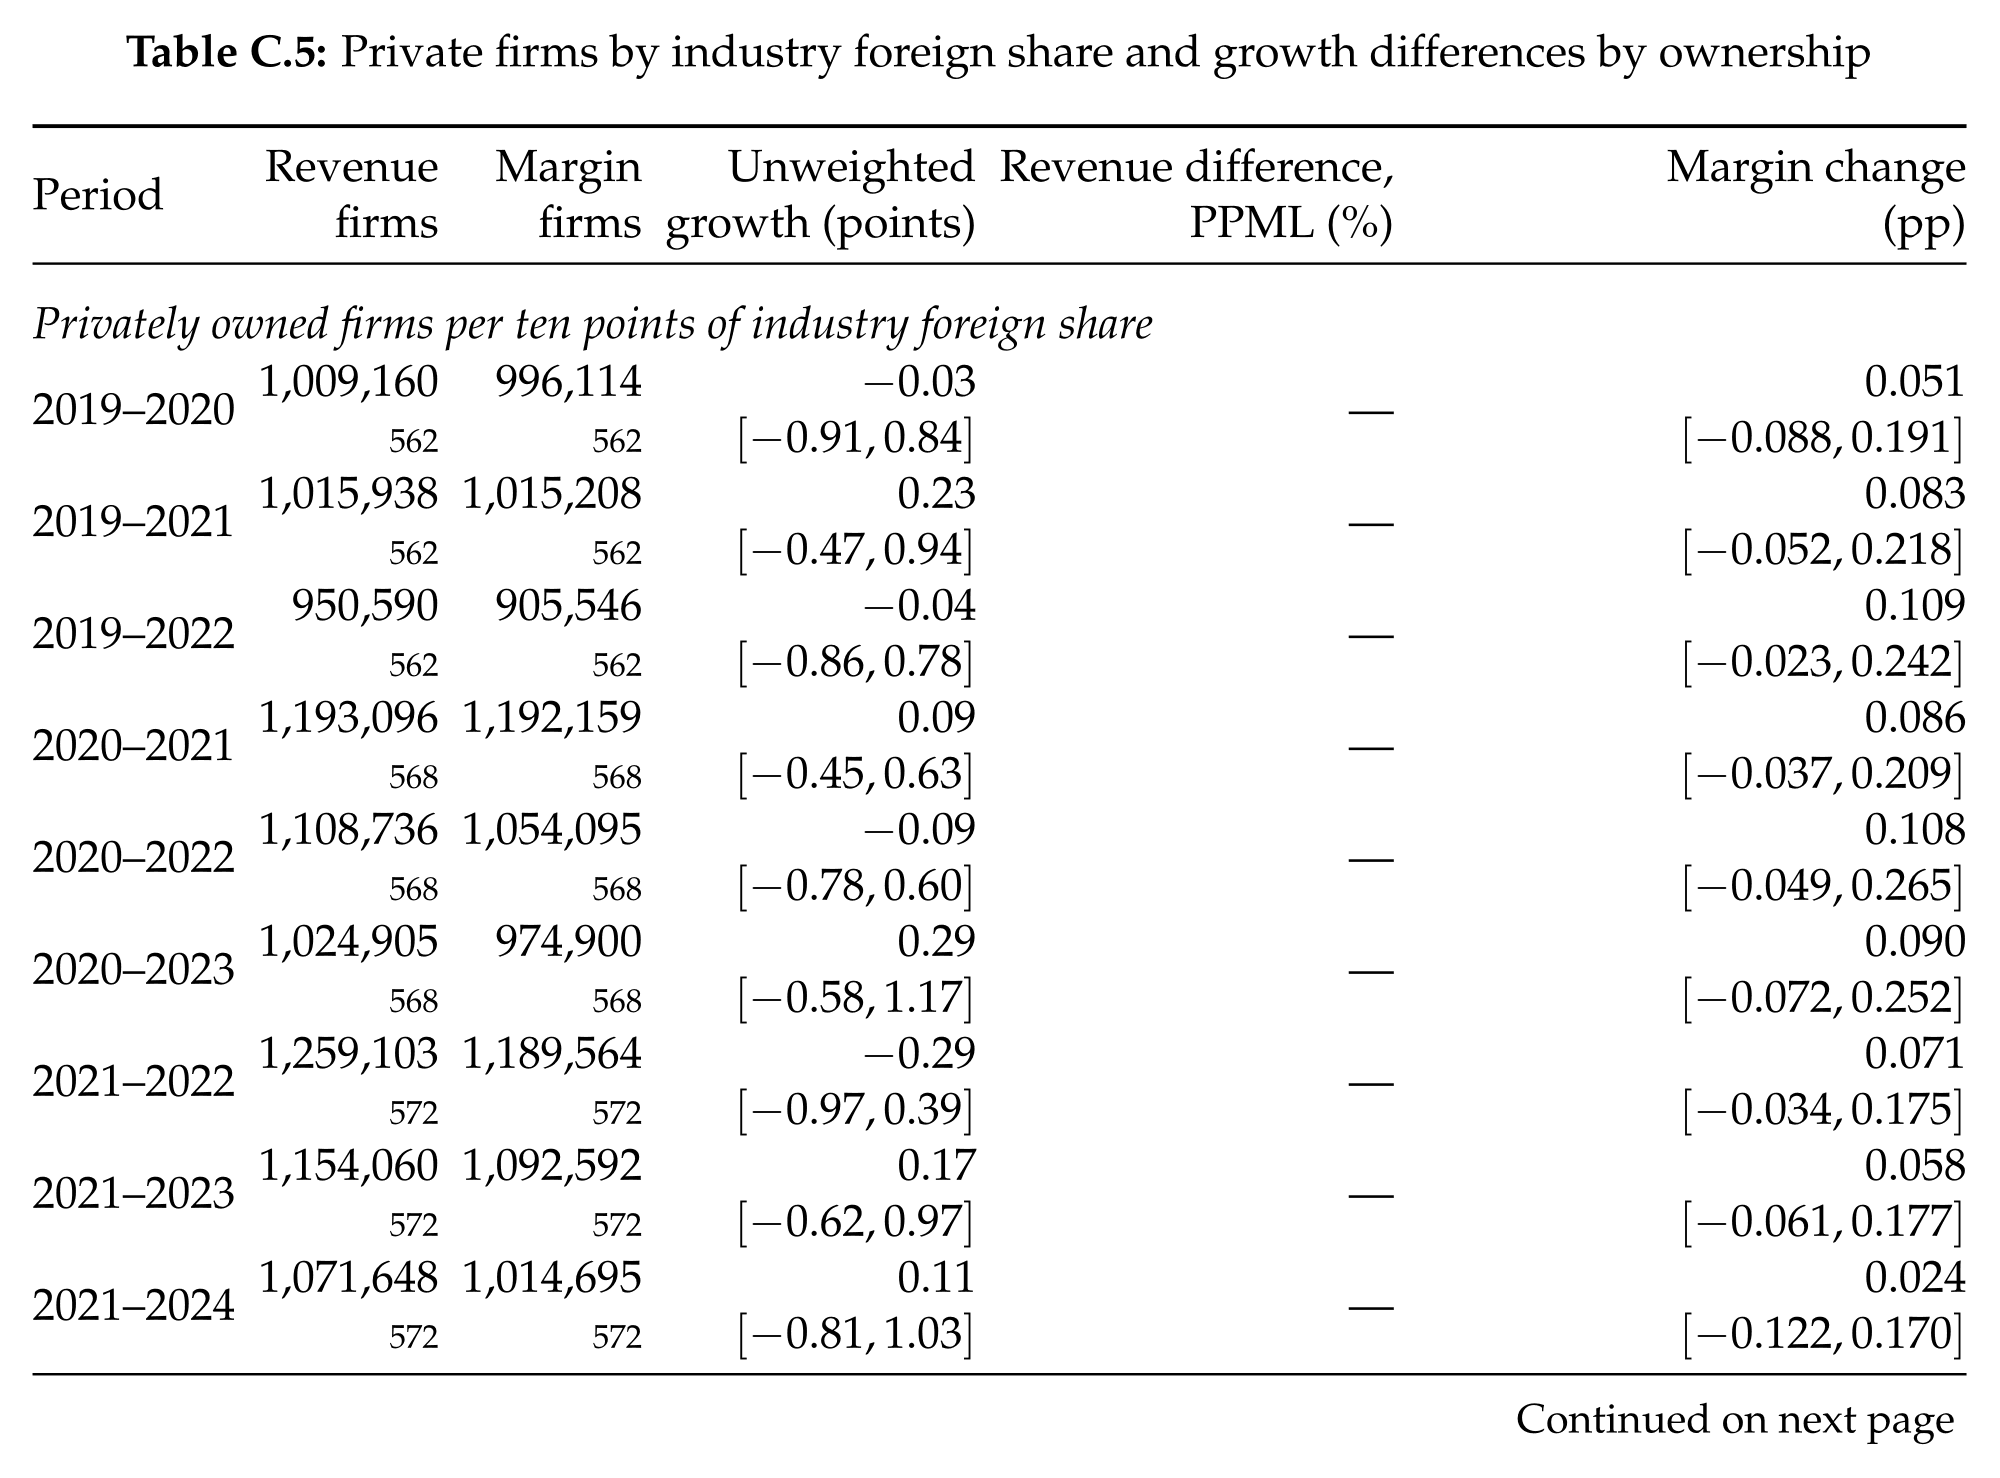 Table C.5: Private firms by industry foreign share and growth differences by ownership
Period Revenue firms Margin firms Unweighted growth (points) Revenue difference, PPML (%) Margin change (pp)
Privately owned firms per ten points of industry foreign share
2019–2020 1,009,160 996,114 −0.03 — 0.051
562 562 [−0.91, 0.84] [−0.088, 0.191]
2019–2021 1,015,938 1,015,208 0.23 — 0.083
562 562 [−0.47, 0.94] [−0.052, 0.218]
2019–2022 950,590 905,546 −0.04 — 0.109
562 562 [−0.86, 0.78] [−0.023, 0.242]
2020–2021 1,193,096 1,192,159 0.09 — 0.086
568 568 [−0.45, 0.63] [−0.037, 0.209]
2020–2022 1,108,736 1,054,095 −0.09 — 0.108
568 568 [−0.78, 0.60] [−0.049, 0.265]
2020–2023 1,024,905 974,900 0.29 — 0.090
568 568 [−0.58, 1.17] [−0.072, 0.252]
2021–2022 1,259,103 1,189,564 −0.29 — 0.071
572 572 [−0.97, 0.39] [−0.034, 0.175]
2021–2023 1,154,060 1,092,592 0.17 — 0.058
572 572 [−0.62, 0.97] [−0.061, 0.177]
2021–2024 1,071,648 1,014,695 0.11 — 0.024
572 572 [−0.81, 1.03] [−0.122, 0.170]
Continued on next page